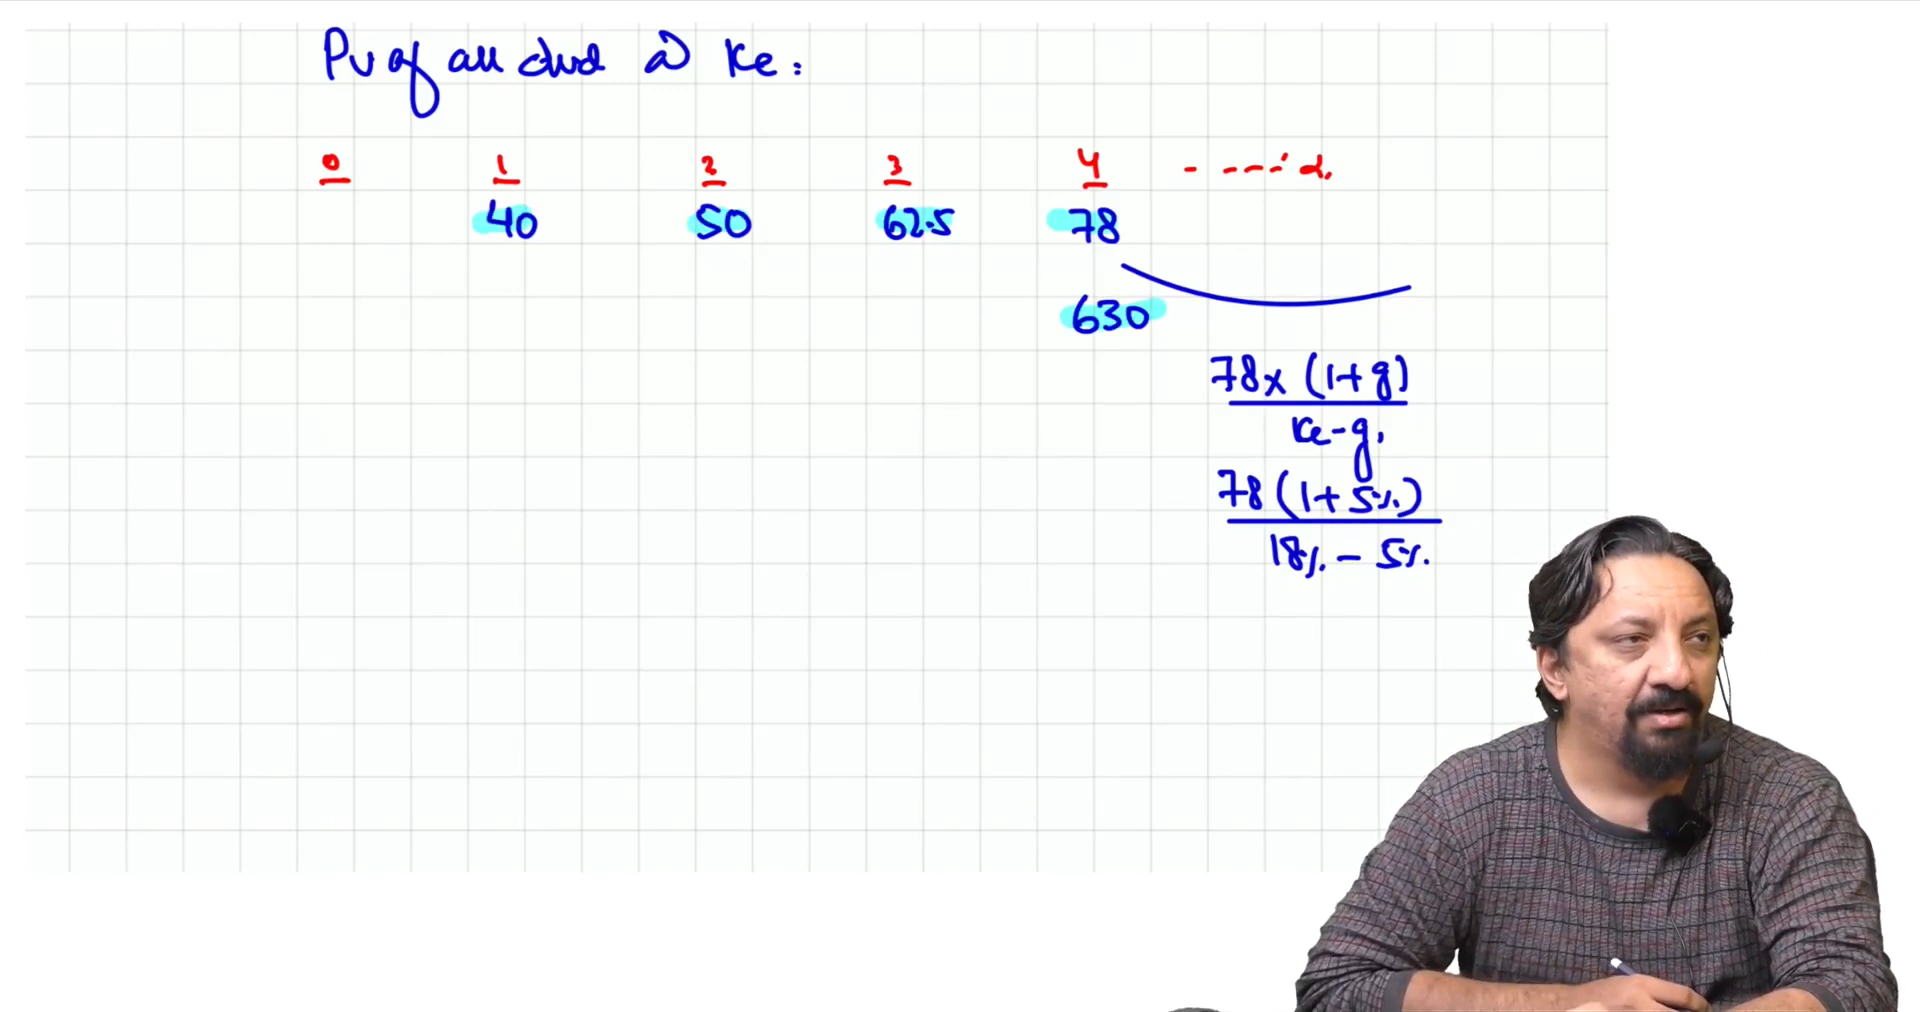 PV of all divd @ Ke:
0 1 2 3 4 - - - - - ∝.
40 50 62.5 78
630
78x (1+g)
Ke-g.
78 (1+5%)
18% - 5%.